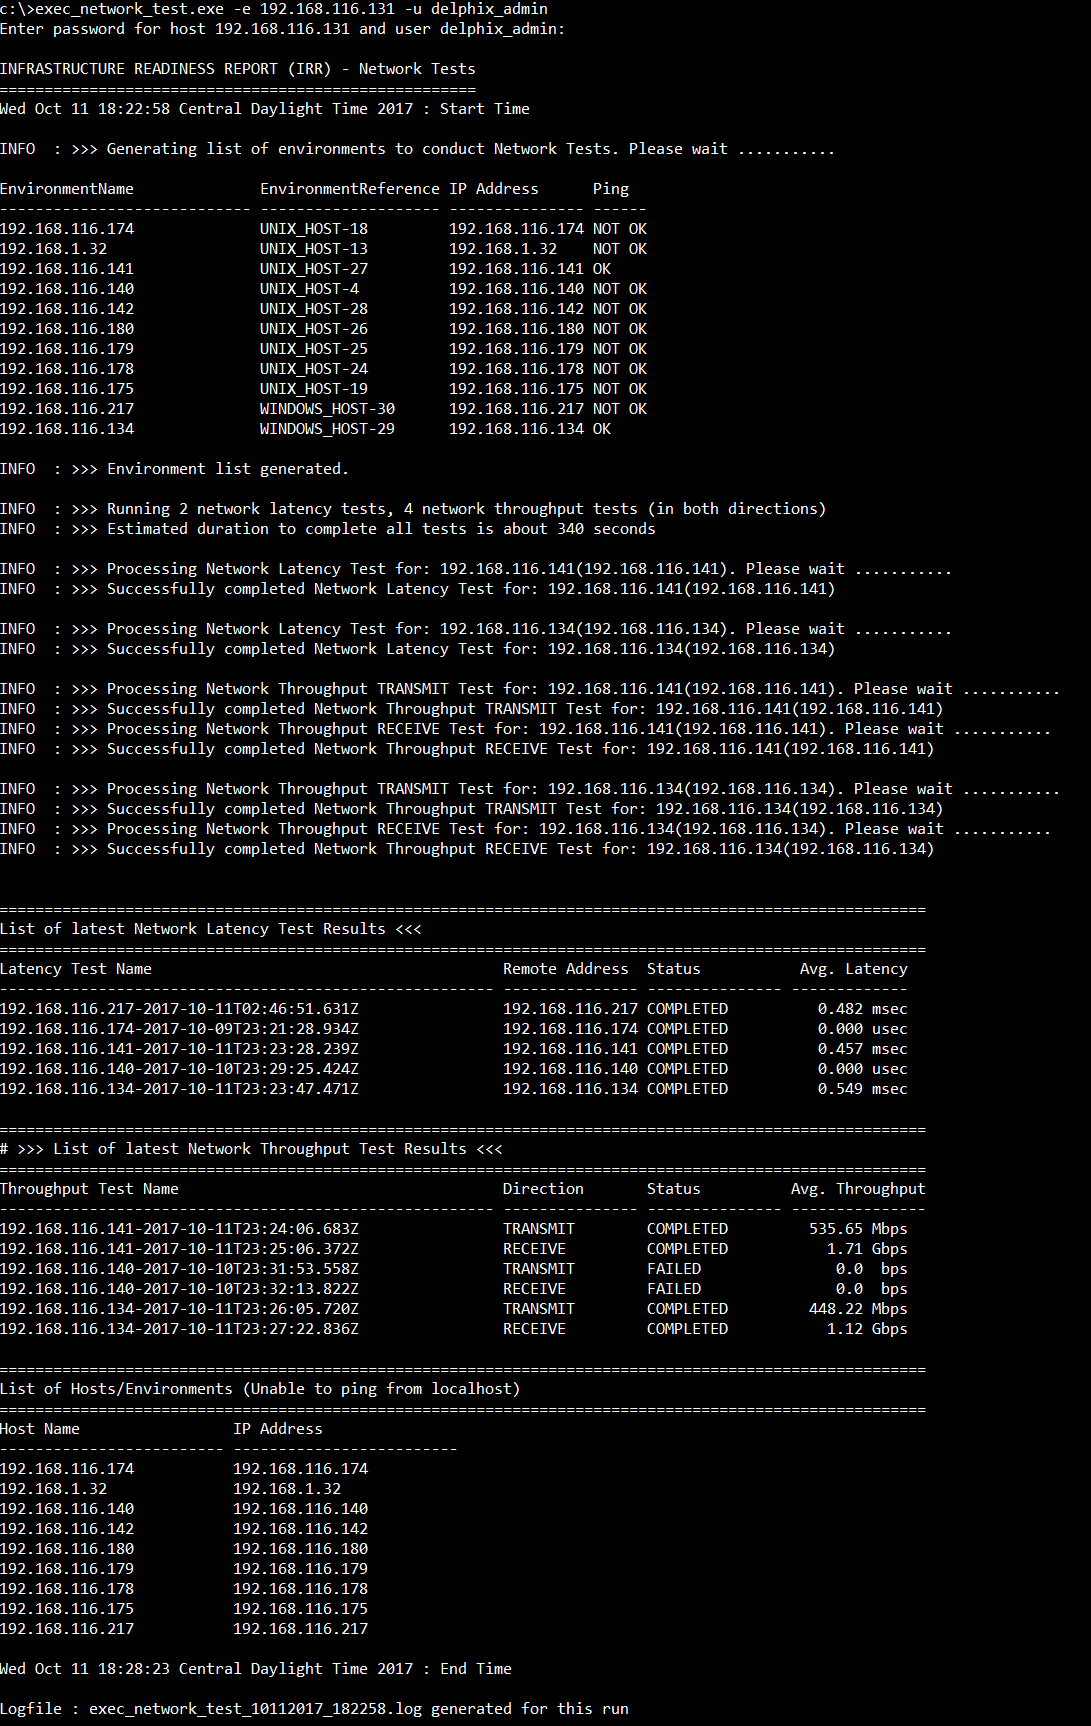 c:\>exec_network_test.exe -e 192.168.116.131 -u delphix_admin
Enter password for host 192.168.116.131 and user delphix_admin:
INFRASTRUCTURE READINESS REPORT (IRR) - Network Tests
=====================================================
Wed Oct 11 18:22:58 Central Daylight Time 2017 : Start Time
INFO  : >>> Generating list of environments to conduct Network Tests. Please wait ...........
EnvironmentName              EnvironmentReference IP Address      Ping
---------------------------- -------------------- --------------- ------
192.168.116.174              UNIX_HOST-18         192.168.116.174 NOT OK
192.168.1.32                 UNIX_HOST-13         192.168.1.32    NOT OK
192.168.116.141              UNIX_HOST-27         192.168.116.141 OK
192.168.116.140              UNIX_HOST-4          192.168.116.140 NOT OK
192.168.116.142              UNIX_HOST-28         192.168.116.142 NOT OK
192.168.116.180              UNIX_HOST-26         192.168.116.180 NOT OK
192.168.116.179              UNIX_HOST-25         192.168.116.179 NOT OK
192.168.116.178              UNIX_HOST-24         192.168.116.178 NOT OK
192.168.116.175              UNIX_HOST-19         192.168.116.175 NOT OK
192.168.116.217              WINDOWS_HOST-30      192.168.116.217 NOT OK
192.168.116.134              WINDOWS_HOST-29      192.168.116.134 OK
INFO  : >>> Environment list generated.
INFO  : >>> Running 2 network latency tests, 4 network throughput tests (in both directions)
INFO  : >>> Estimated duration to complete all tests is about 340 seconds
INFO  : >>> Processing Network Latency Test for: 192.168.116.141(192.168.116.141). Please wait ...........
INFO  : >>> Successfully completed Network Latency Test for: 192.168.116.141(192.168.116.141)
INFO  : >>> Processing Network Latency Test for: 192.168.116.134(192.168.116.134). Please wait ...........
INFO  : >>> Successfully completed Network Latency Test for: 192.168.116.134(192.168.116.134)
INFO  : >>> Processing Network Throughput TRANSMIT Test for: 192.168.116.141(192.168.116.141). Please wait ...........
INFO  : >>> Successfully completed Network Throughput TRANSMIT Test for: 192.168.116.141(192.168.116.141)
INFO  : >>> Processing Network Throughput RECEIVE Test for: 192.168.116.141(192.168.116.141). Please wait ...........
INFO  : >>> Successfully completed Network Throughput RECEIVE Test for: 192.168.116.141(192.168.116.141)
INFO  : >>> Processing Network Throughput TRANSMIT Test for: 192.168.116.134(192.168.116.134). Please wait ...........
INFO  : >>> Successfully completed Network Throughput TRANSMIT Test for: 192.168.116.134(192.168.116.134)
INFO  : >>> Processing Network Throughput RECEIVE Test for: 192.168.116.134(192.168.116.134). Please wait ...........
INFO  : >>> Successfully completed Network Throughput RECEIVE Test for: 192.168.116.134(192.168.116.134)
=======================================================================================================
List of latest Network Latency Test Results <<<
=======================================================================================================
Latency Test Name                                       Remote Address  Status           Avg. Latency
------------------------------------------------------- --------------- --------------- -------------
192.168.116.217-2017-10-11T02:46:51.631Z                192.168.116.217 COMPLETED          0.482 msec
192.168.116.174-2017-10-09T23:21:28.934Z                192.168.116.174 COMPLETED          0.000 usec
192.168.116.141-2017-10-11T23:23:28.239Z                192.168.116.141 COMPLETED          0.457 msec
192.168.116.140-2017-10-10T23:29:25.424Z                192.168.116.140 COMPLETED          0.000 usec
192.168.116.134-2017-10-11T23:23:47.471Z                192.168.116.134 COMPLETED          0.549 msec
=======================================================================================================
# >>> List of latest Network Throughput Test Results <<<
=======================================================================================================
Throughput Test Name                                    Direction       Status          Avg. Throughput
------------------------------------------------------- --------------- --------------- ---------------
192.168.116.141-2017-10-11T23:24:06.683Z                TRANSMIT        COMPLETED         535.65 Mbps
192.168.116.141-2017-10-11T23:25:06.372Z                RECEIVE         COMPLETED           1.71 Gbps
192.168.116.140-2017-10-10T23:31:53.558Z                TRANSMIT        FAILED               0.0  bps
192.168.116.140-2017-10-10T23:32:13.822Z                RECEIVE         FAILED               0.0  bps
192.168.116.134-2017-10-11T23:26:05.720Z                TRANSMIT        COMPLETED         448.22 Mbps
192.168.116.134-2017-10-11T23:27:22.836Z                RECEIVE         COMPLETED           1.12 Gbps
=======================================================================================================
List of Hosts/Environments (Unable to ping from localhost)
=======================================================================================================
Host Name                 IP Address
------------------------- -------------------------
192.168.116.174           192.168.116.174
192.168.1.32              192.168.1.32
192.168.116.140           192.168.116.140
192.168.116.142           192.168.116.142
192.168.116.180           192.168.116.180
192.168.116.179           192.168.116.179
192.168.116.178           192.168.116.178
192.168.116.175           192.168.116.175
192.168.116.217           192.168.116.217
Wed Oct 11 18:28:23 Central Daylight Time 2017 : End Time
Logfile : exec_network_test_10112017_182258.log generated for this run